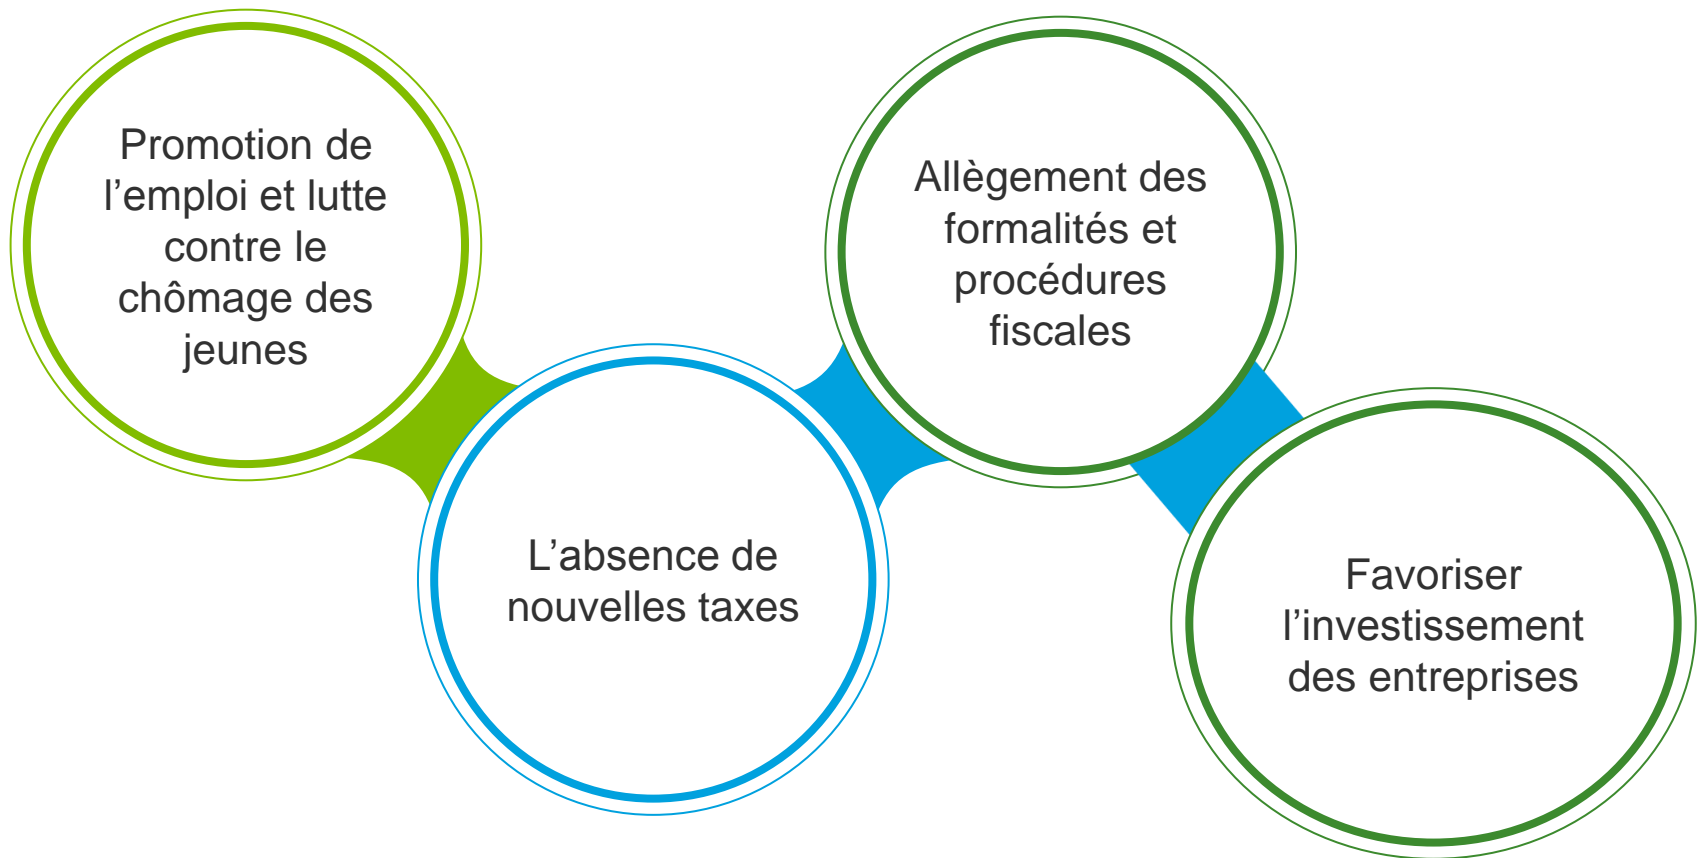 Promotion de
l’emploi et lutte
contre le
chômage des
jeunes
L’absence de
nouvelles taxes
Allègement des
formalités et
procédures
fiscales
Favoriser
l’investissement
des entreprises